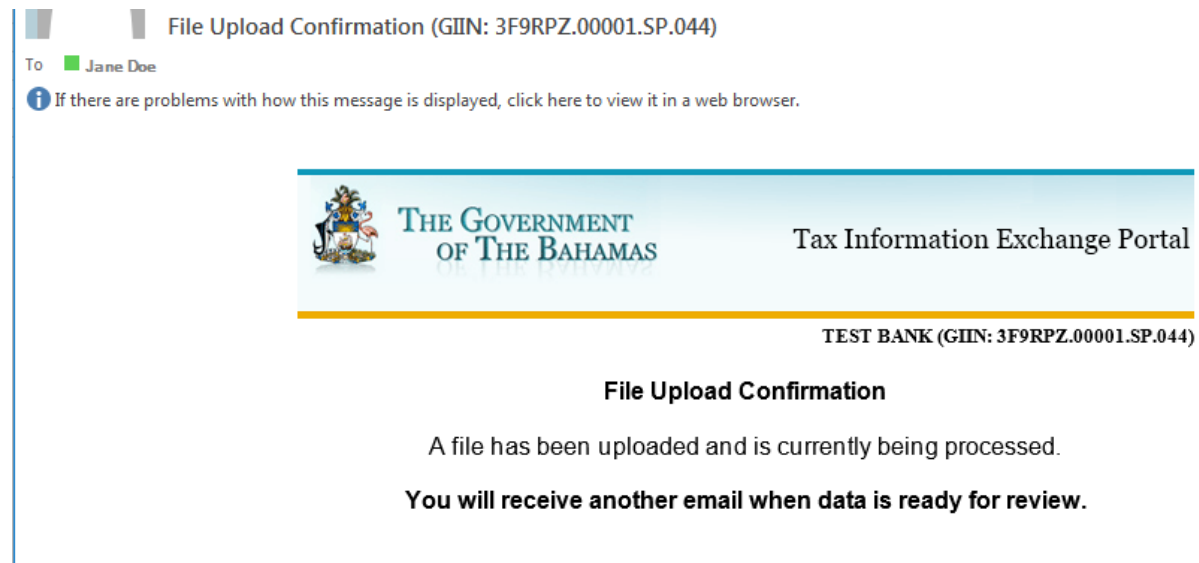 File Upload Confirmation (GIIN: 3F9RPZ.00001.SP.044)
To Jane Doe
If there are problems with how this message is displayed, click here to view it in a web browser.
THE GOVERNMENT
OF THE BAHAMAS
Tax Information Exchange Portal
TEST BANK (GIIN: 3F9RPZ.00001.SP.044)
File Upload Confirmation
A file has been uploaded and is currently being processed.
You will receive another email when data is ready for review.